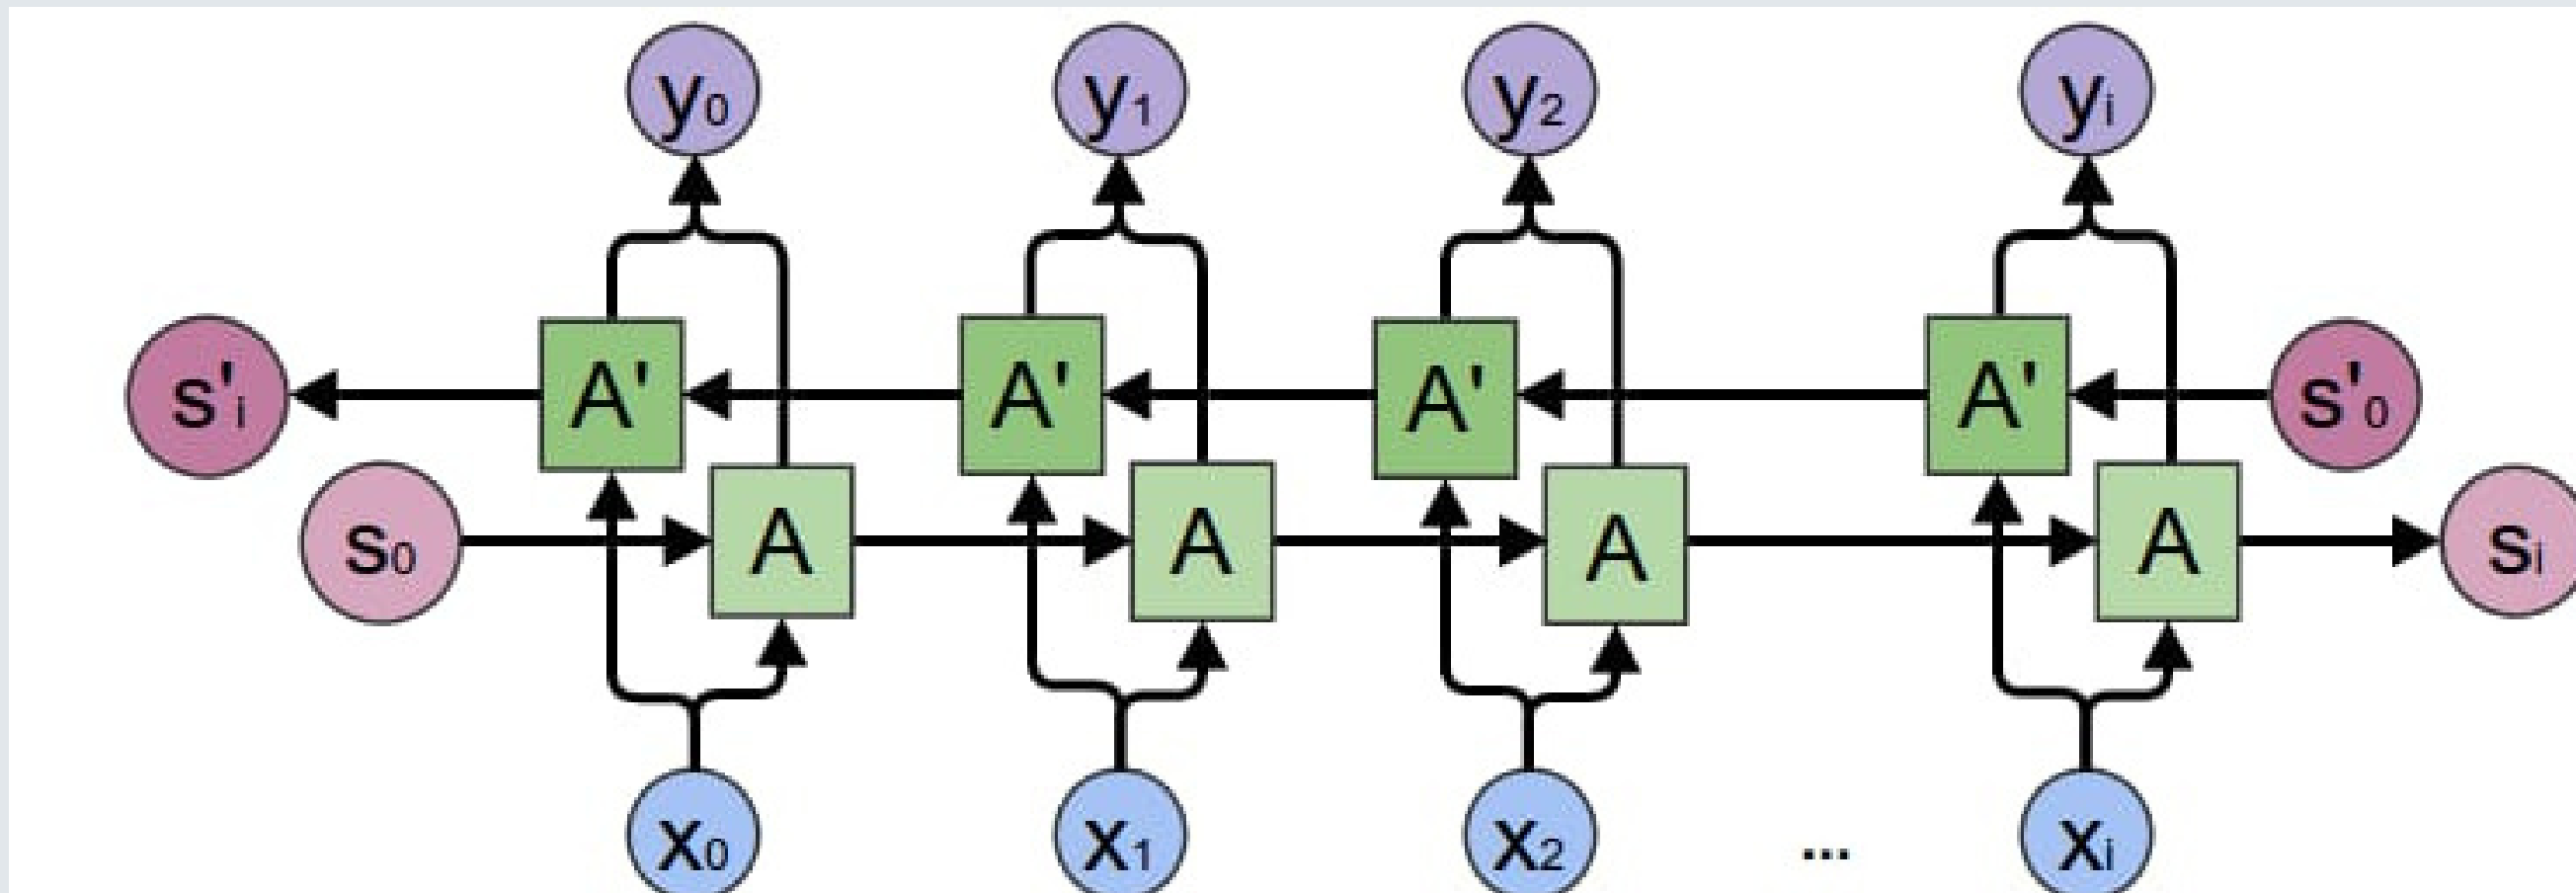 y0 y1 y2 yi
s'i A' A' A' A' s'0
s0 A A A A si
x0 x1 x2 ... xi